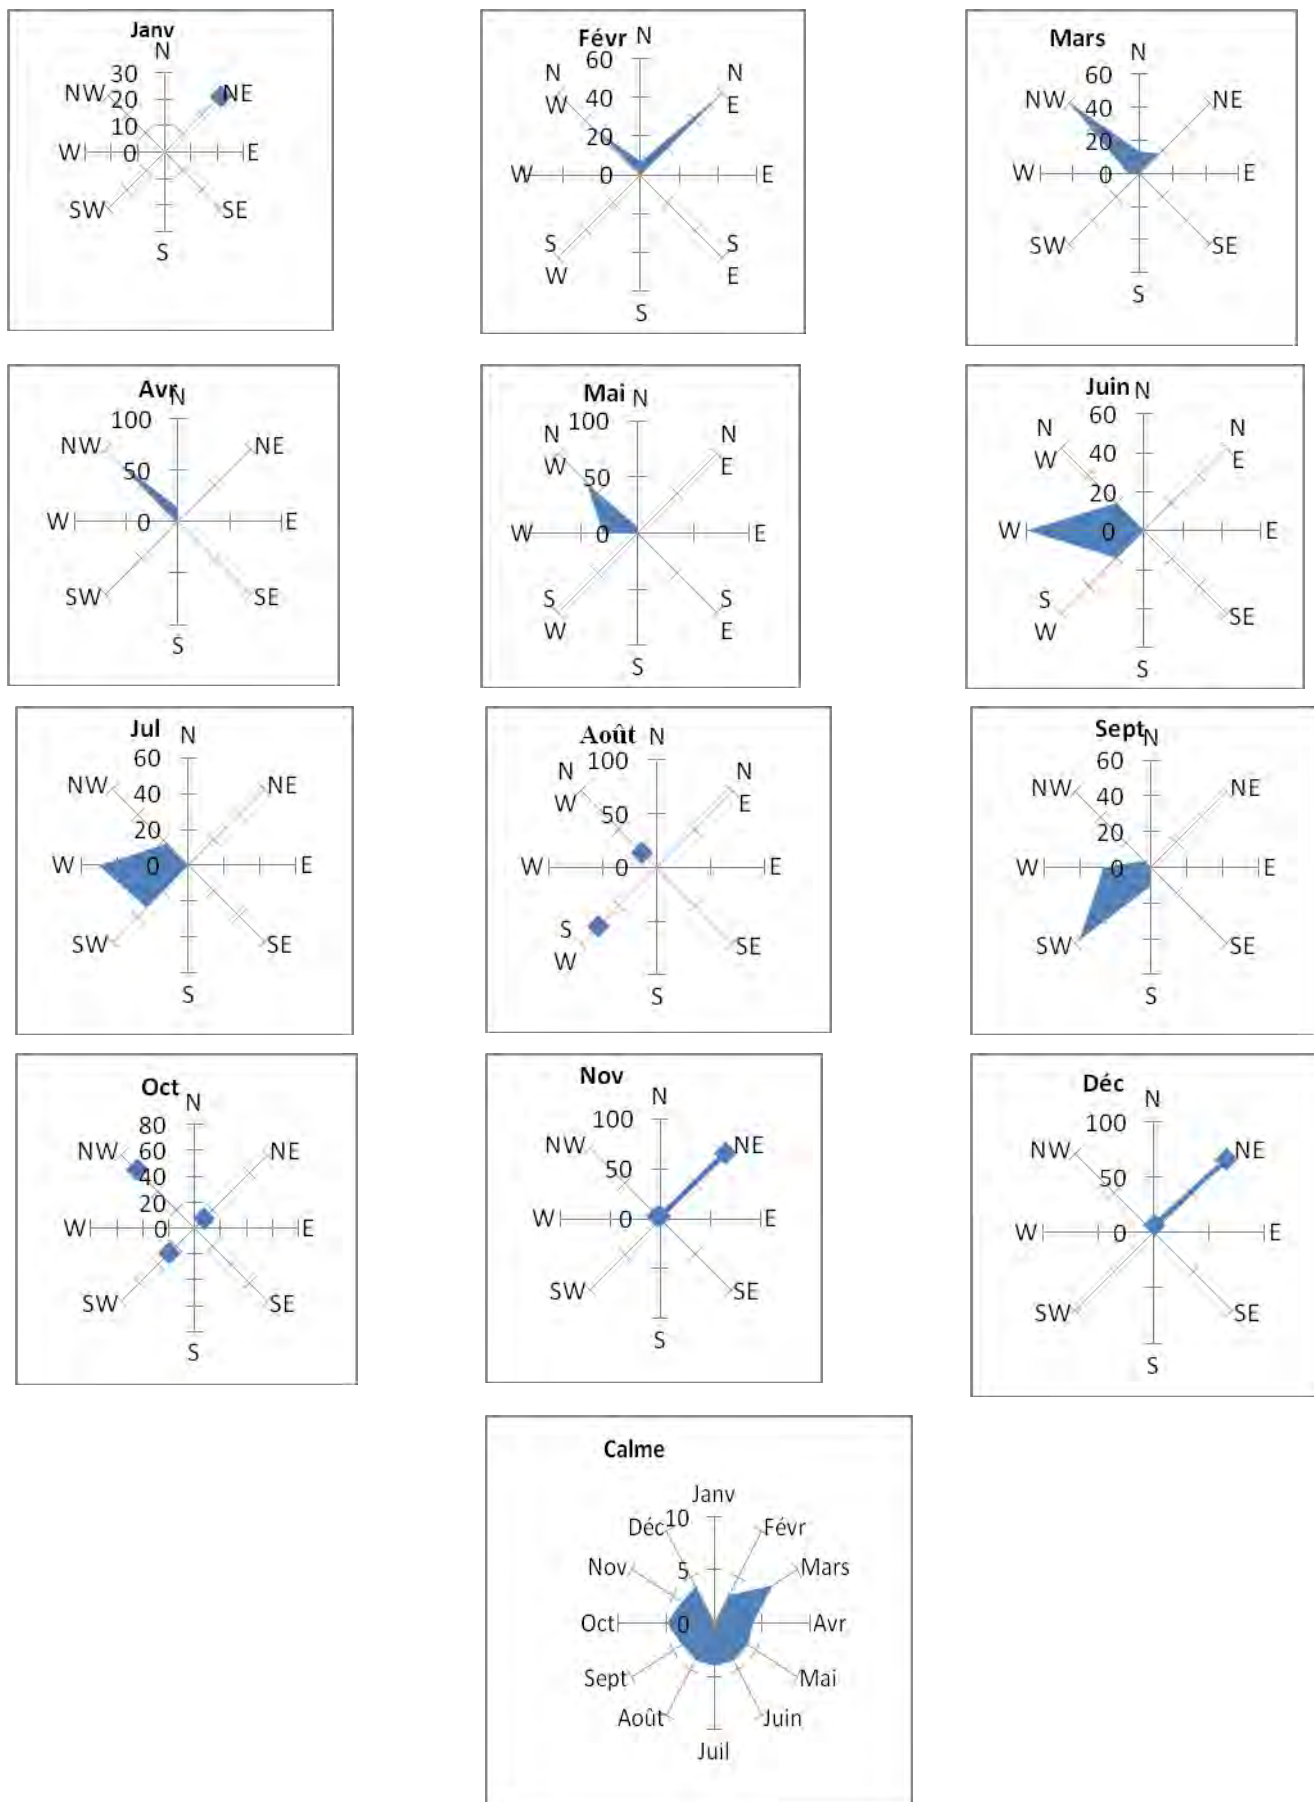 Janv
N
30
20
10
0
NW
NE
W
E
SW
SE
S
Févr
N
60
40
20
0
N
W
N
E
W
E
S
W
S
E
S
Mars
N
60
40
20
0
NW
NE
W
E
SW
SE
S
Avr
N
100
50
0
NW
NE
W
E
SW
SE
S
Mai
N
100
50
0
N
W
N
E
W
E
S
W
S
E
S
Juin
N
60
40
20
0
N
W
N
E
W
E
S
W
SE
S
Jul
N
60
40
20
0
NW
NE
W
E
SW
SE
S
Août
N
100
50
0
N
W
N
E
W
E
S
W
SE
S
Sept
N
60
40
20
0
NW
NE
W
E
SW
SE
S
Oct
N
80
60
40
20
0
NW
NE
W
E
SW
SE
S
Nov
N
100
50
0
NW
NE
W
E
SW
SE
S
Déc
N
100
50
0
NW
NE
W
E
SW
SE
S
Calme
Janv
10
5
0
Déc
Févr
Nov
Mars
Oct
Avr
Sept
Mai
Août
Juin
Juil